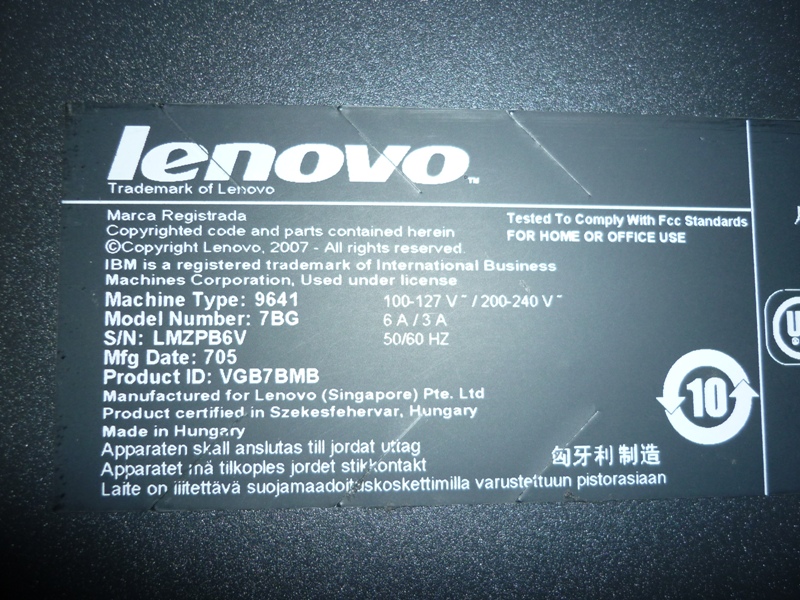 lenovo™
Trademark of Lenovo
Marca Registrada
Copyrighted code and parts contained herein
©Copyright Lenovo, 2007 - All rights reserved.
IBM is a registered trademark of International Business
Machines Corporation, Used under license
Tested To Comply With Fcc Standards
FOR HOME OR OFFICE USE
Machine Type: 9641
Model Number: 7BG
S/N: LMZPB6V
Mfg Date: 705
Product ID: VGB7BMB
100-127 V~ / 200-240 V~
6 A / 3 A
50/60 HZ
Manufactured for Lenovo (Singapore) Pte. Ltd
Product certified in Szekesfehervar, Hungary
Made in Hungary
Apparaten skall anslutas till jordat uttag
Apparatet må tilkoples jordet stikkontakt
Laite on liitettävä suojamaadoituskoskettimilla varustettuun pistorasiaan
匈牙利制造
10